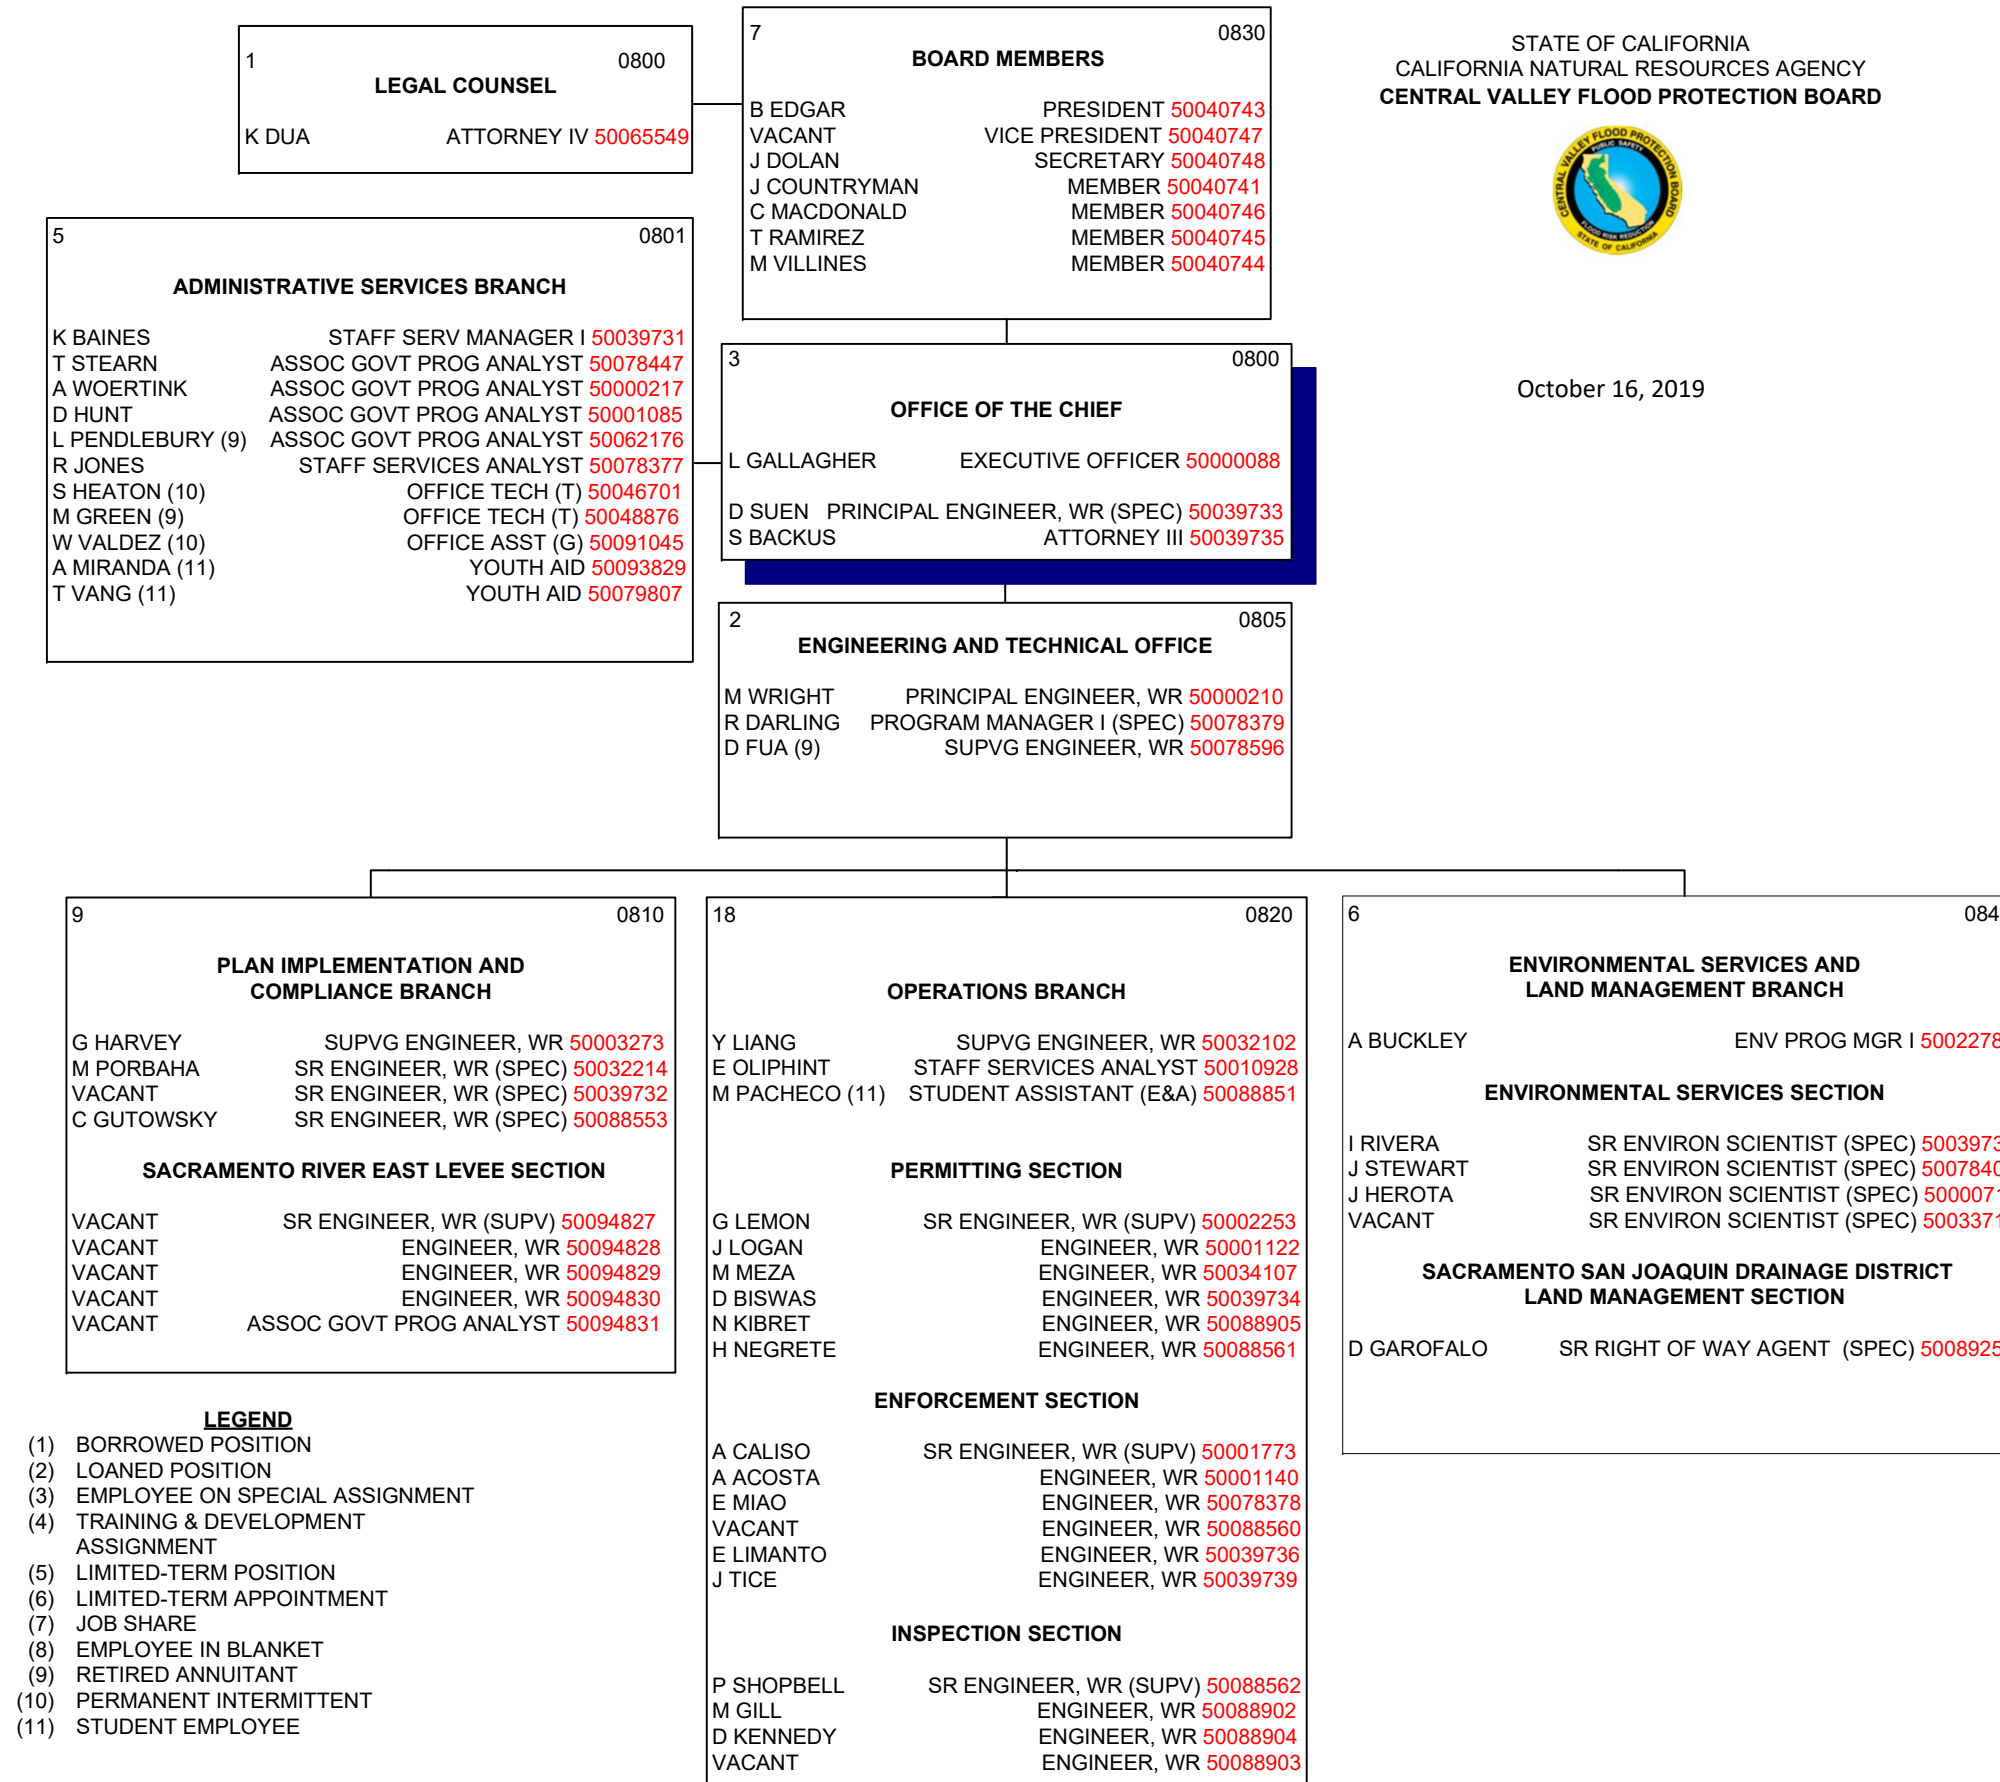 1 0800
LEGAL COUNSEL
K DUA ATTORNEY IV 50065549
7 0830
BOARD MEMBERS
B EDGAR PRESIDENT 50040743
VACANT VICE PRESIDENT 50040747
J DOLAN SECRETARY 50040748
J COUNTRYMAN MEMBER 50040741
C MACDONALD MEMBER 50040746
T RAMIREZ MEMBER 50040745
M VILLINES MEMBER 50040744
STATE OF CALIFORNIA
CALIFORNIA NATURAL RESOURCES AGENCY
CENTRAL VALLEY FLOOD PROTECTION BOARD
CENTRAL VALLEY FLOOD PROTECTION BOARD
PUBLIC SAFETY
FLOOD RISK REDUCTION
STATE OF CALIFORNIA
October 16, 2019
5 0801
ADMINISTRATIVE SERVICES BRANCH
K BAINES STAFF SERV MANAGER I 50039731
T STEARN ASSOC GOVT PROG ANALYST 50078447
A WOERTINK ASSOC GOVT PROG ANALYST 50000217
D HUNT ASSOC GOVT PROG ANALYST 50001085
L PENDLEBURY (9) ASSOC GOVT PROG ANALYST 50062176
R JONES STAFF SERVICES ANALYST 50078377
S HEATON (10) OFFICE TECH (T) 50046701
M GREEN (9) OFFICE TECH (T) 50048876
W VALDEZ (10) OFFICE ASST (G) 50091045
A MIRANDA (11) YOUTH AID 50093829
T VANG (11) YOUTH AID 50079807
3 0800
OFFICE OF THE CHIEF
L GALLAGHER EXECUTIVE OFFICER 50000088
D SUEN PRINCIPAL ENGINEER, WR (SPEC) 50039733
S BACKUS ATTORNEY III 50039735
2 0805
ENGINEERING AND TECHNICAL OFFICE
M WRIGHT PRINCIPAL ENGINEER, WR 50000210
R DARLING PROGRAM MANAGER I (SPEC) 50078379
D FUA (9) SUPVG ENGINEER, WR 50078596
9 0810
PLAN IMPLEMENTATION AND
COMPLIANCE BRANCH
G HARVEY SUPVG ENGINEER, WR 50003273
M PORBAHA SR ENGINEER, WR (SPEC) 50032214
VACANT SR ENGINEER, WR (SPEC) 50039732
C GUTOWSKY SR ENGINEER, WR (SPEC) 50088553
SACRAMENTO RIVER EAST LEVEE SECTION
VACANT SR ENGINEER, WR (SUPV) 50094827
VACANT ENGINEER, WR 50094828
VACANT ENGINEER, WR 50094829
VACANT ENGINEER, WR 50094830
VACANT ASSOC GOVT PROG ANALYST 50094831
18 0820
OPERATIONS BRANCH
Y LIANG SUPVG ENGINEER, WR 50032102
E OLIPHINT STAFF SERVICES ANALYST 50010928
M PACHECO (11) STUDENT ASSISTANT (E&A) 50088851
PERMITTING SECTION
G LEMON SR ENGINEER, WR (SUPV) 50002253
J LOGAN ENGINEER, WR 50001122
M MEZA ENGINEER, WR 50034107
D BISWAS ENGINEER, WR 50039734
N KIBRET ENGINEER, WR 50088905
H NEGRETE ENGINEER, WR 50088561
ENFORCEMENT SECTION
A CALISO SR ENGINEER, WR (SUPV) 50001773
A ACOSTA ENGINEER, WR 50001140
E MIAO ENGINEER, WR 50078378
VACANT ENGINEER, WR 50088560
E LIMANTO ENGINEER, WR 50039736
J TICE ENGINEER, WR 50039739
INSPECTION SECTION
P SHOPBELL SR ENGINEER, WR (SUPV) 50088562
M GILL ENGINEER, WR 50088902
D KENNEDY ENGINEER, WR 50088904
VACANT ENGINEER, WR 50088903
6 084
ENVIRONMENTAL SERVICES AND
LAND MANAGEMENT BRANCH
A BUCKLEY ENV PROG MGR I 5002278
ENVIRONMENTAL SERVICES SECTION
I RIVERA SR ENVIRON SCIENTIST (SPEC) 5003973
J STEWART SR ENVIRON SCIENTIST (SPEC) 5007840
J HEROTA SR ENVIRON SCIENTIST (SPEC) 5000071
VACANT SR ENVIRON SCIENTIST (SPEC) 5003371
SACRAMENTO SAN JOAQUIN DRAINAGE DISTRICT
LAND MANAGEMENT SECTION
D GAROFALO SR RIGHT OF WAY AGENT (SPEC) 5008925
LEGEND
(1) BORROWED POSITION
(2) LOANED POSITION
(3) EMPLOYEE ON SPECIAL ASSIGNMENT
(4) TRAINING & DEVELOPMENT
ASSIGNMENT
(5) LIMITED-TERM POSITION
(6) LIMITED-TERM APPOINTMENT
(7) JOB SHARE
(8) EMPLOYEE IN BLANKET
(9) RETIRED ANNUITANT
(10) PERMANENT INTERMITTENT
(11) STUDENT EMPLOYEE